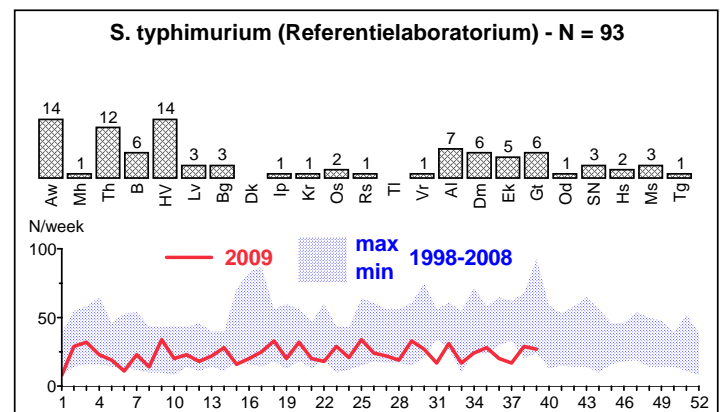 S. typhimurium (Referentielaboratorium) - N = 93
14 1 12 6 14 3 3 1 1 2 1 1 7 6 5 6 1 3 2 3 1
Aw Mh Th B HV Lv Bg Dk Ip Kr Os Rs Tl Vr Al Dm Ek Gt Od SN Hs Ms Tg
N/week
100
2009 max 1998-2008
min
50
0
1 4 7 10 13 16 19 22 25 28 31 34 37 40 43 46 49 52